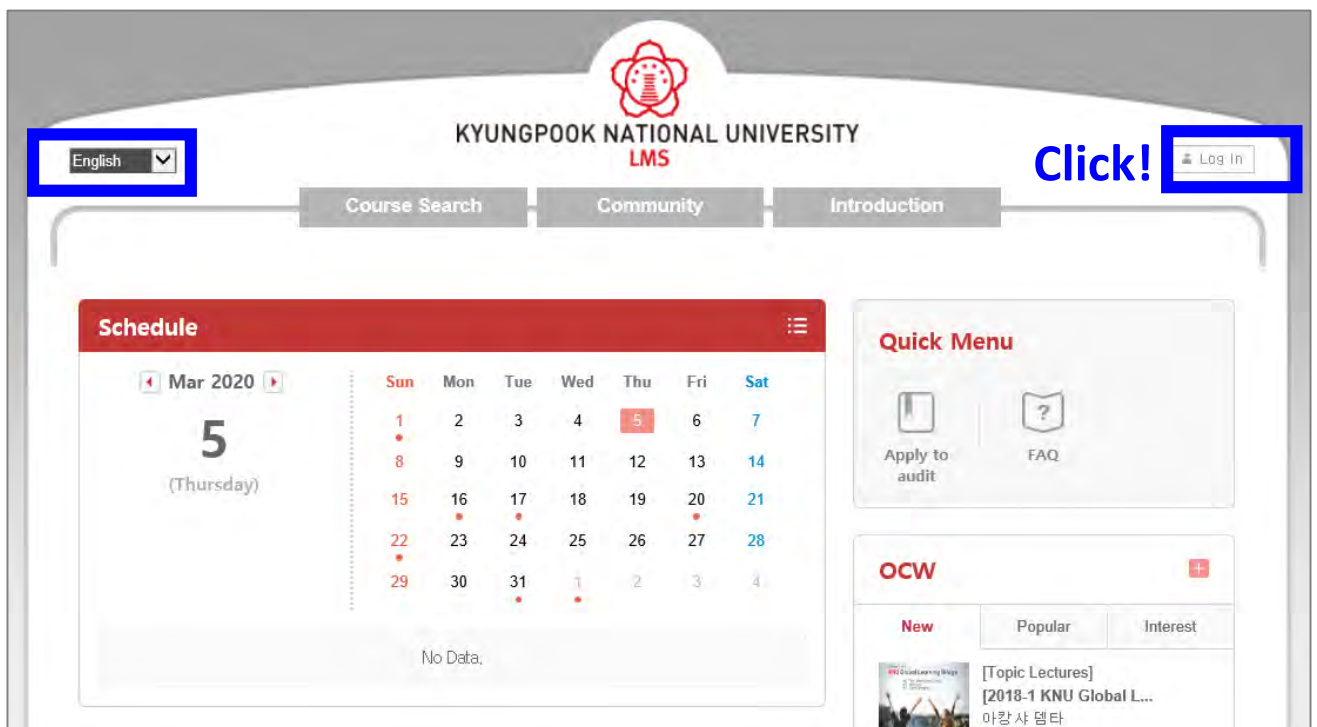 KYUNGPOOK NATIONAL UNIVERSITY
LMS
English
Click!
Log In
Course Search Community Introduction
Schedule
Mar 2020
5
(Thursday)
Sun Mon Tue Wed Thu Fri Sat
1 2 3 4 5 6 7
8 9 10 11 12 13 14
15 16 17 18 19 20 21
22 23 24 25 26 27 28
29 30 31 1 2 3 4
No Data.
Quick Menu
Apply to
audit
FAQ
OCW
New Popular Interest
[Topic Lectures]
[2018-1 KNU Global L...
아캉샤 뎀타